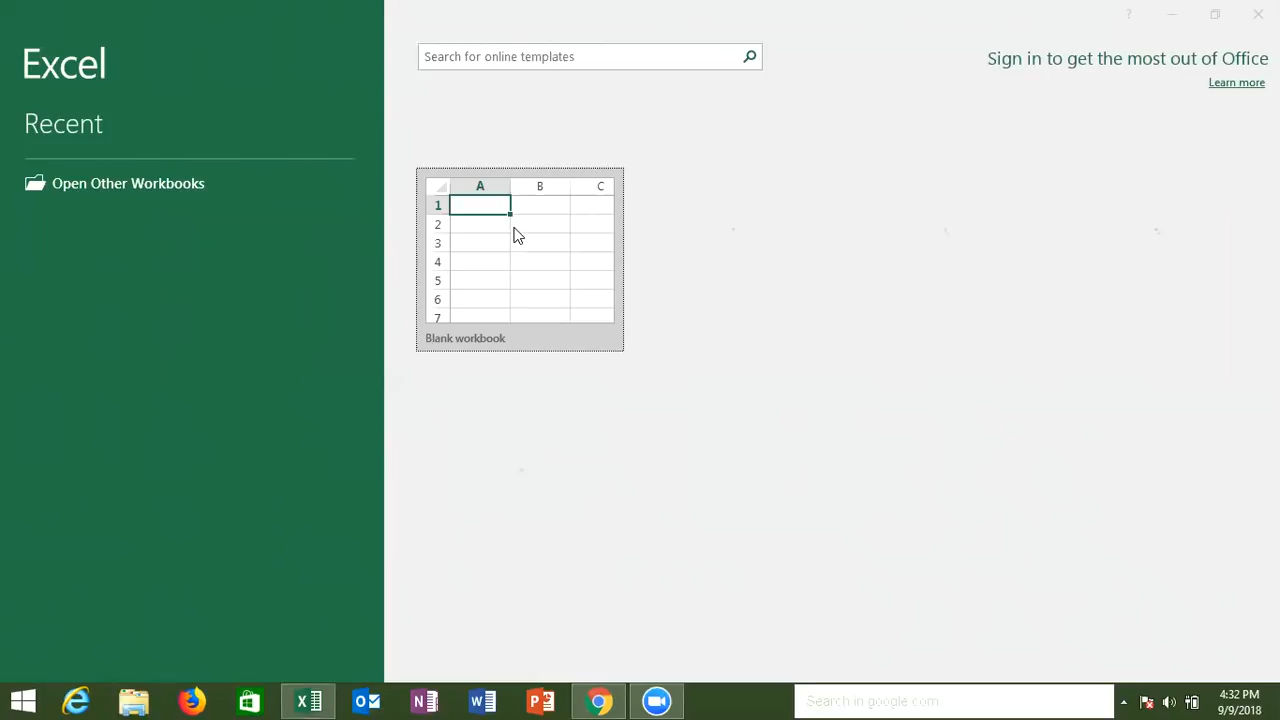 Excel
Recent
Open Other Workbooks
Search for online templates
Sign in to get the most out of Office
Learn more
A B C
1
2
3
4
5
6
7
Blank workbook
Search in google.com
4:32 PM
9/9/2018